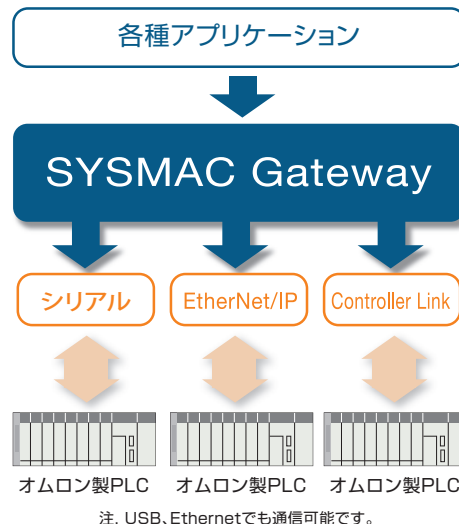 各種アプリケーション
SYSMAC Gateway
シリアル EtherNet/IP Controller Link
オムロン製PLC オムロン製PLC オムロン製PLC
注. USB、Ethernetでも通信可能です。